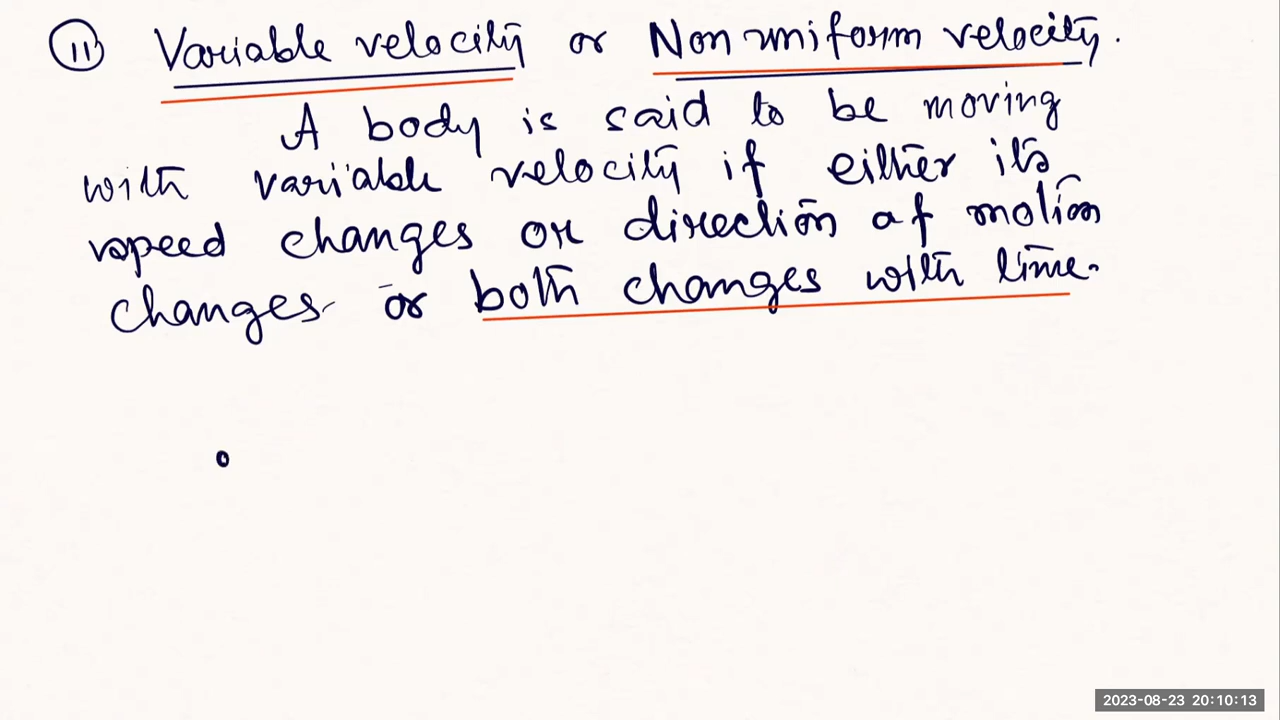 (11) Variable velocity or Non uniform velocity.
A body is said to be moving
with variable velocity if either its
speed changes or direction of motion
changes or both changes with time.
2023-08-23 20:10:13